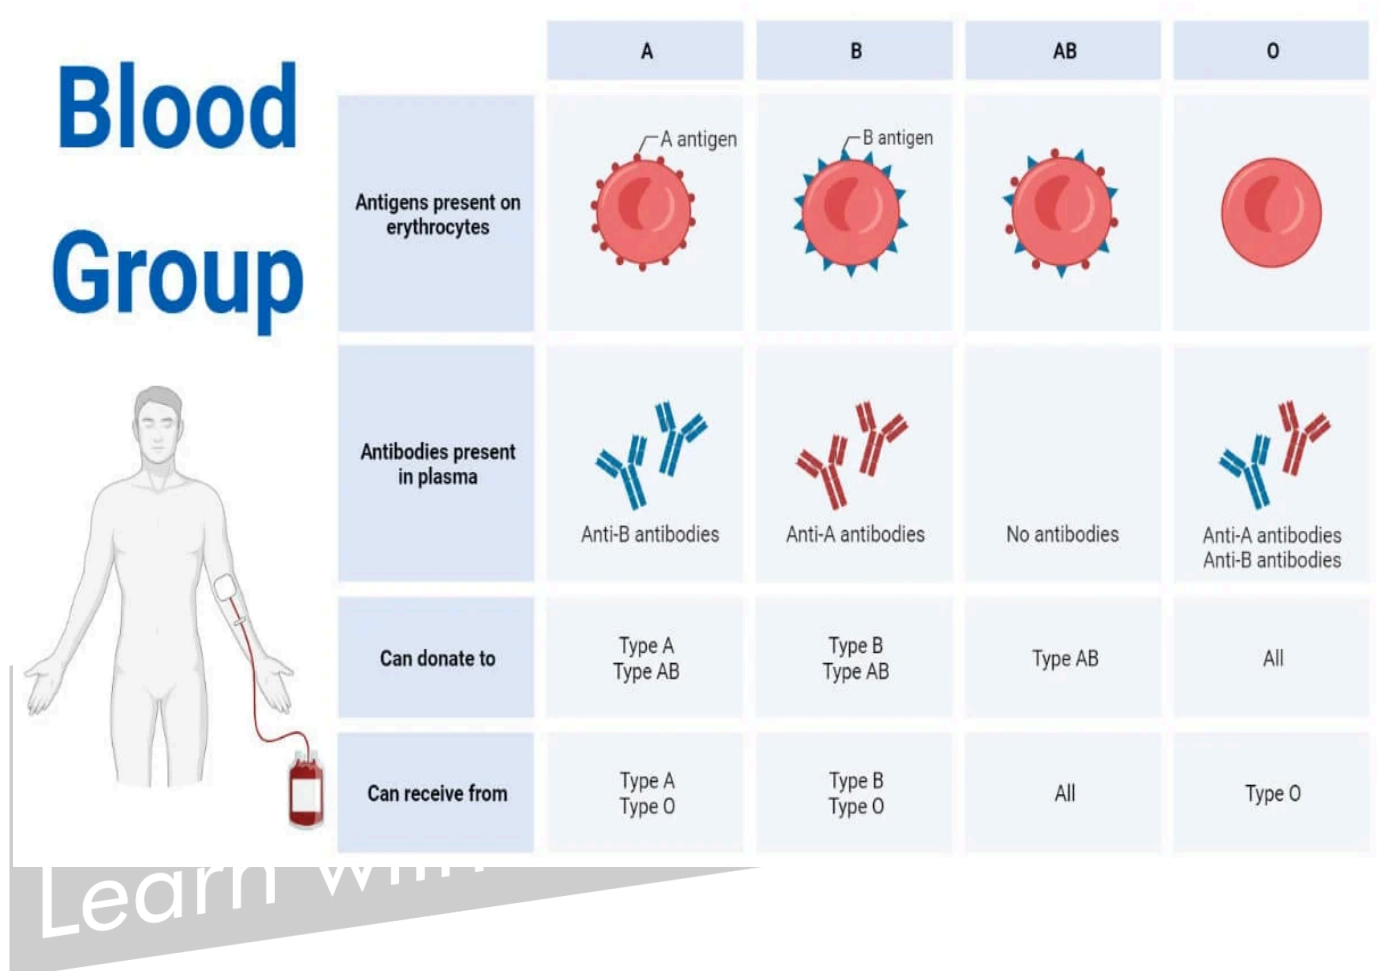 Blood
Group
A
B
AB
O
Antigens present on
erythrocytes
A antigen
B antigen
Antibodies present
in plasma
Anti-B antibodies
Anti-A antibodies
No antibodies
Anti-A antibodies
Anti-B antibodies
Can donate to
Type A
Type AB
Type B
Type AB
Type AB
All
Can receive from
Type A
Type O
Type B
Type O
All
Type O
Learn with